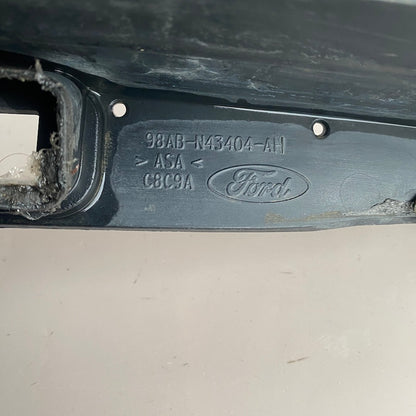 98AB-N43404-AH
> ASA <
C8C9A
Ford